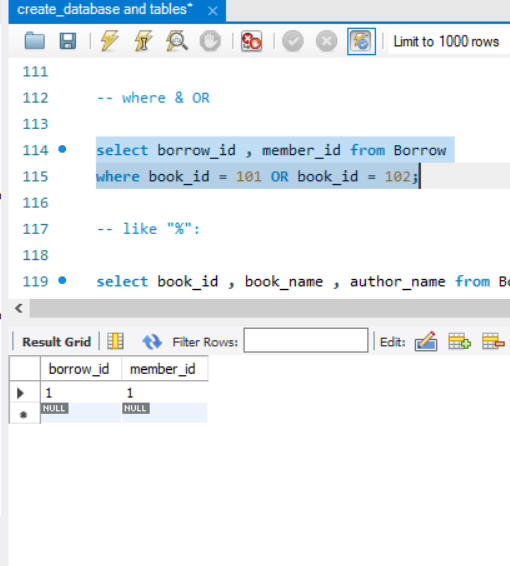 create_database and tables*
Limit to 1000 rows
111
112 -- where & OR
113
114 select borrow_id , member_id from Borrow
115 where book_id = 101 OR book_id = 102;
116
117 -- like "%":
118
119 select book_id , book_name , author_name from Bo
Result Grid Filter Rows: Edit:
borrow_id member_id
1 1
NULL NULL